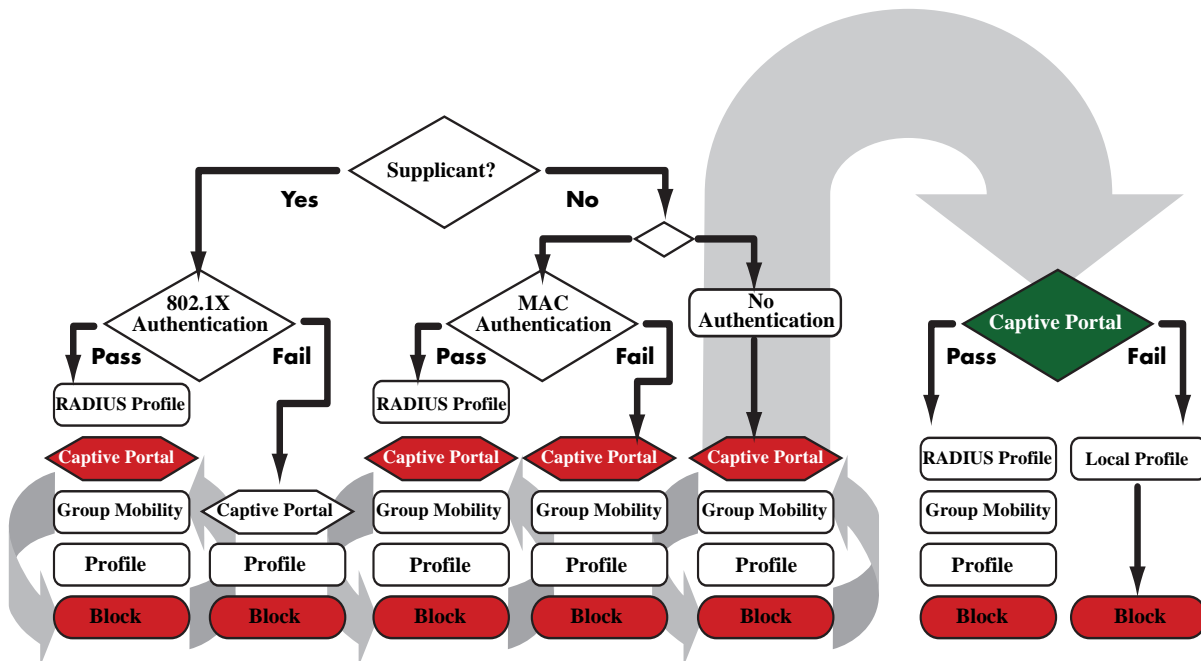 Supplicant?
Yes
No
802.1X
Authentication
Pass
Fail
RADIUS Profile
Captive Portal
Group Mobility
Profile
Block
Captive Portal
Profile
Block
MAC
Authentication
Pass
Fail
RADIUS Profile
Captive Portal
Group Mobility
Profile
Block
Captive Portal
Group Mobility
Profile
Block
No
Authentication
Captive Portal
Group Mobility
Profile
Block
Captive Portal
Pass
Fail
RADIUS Profile
Group Mobility
Profile
Block
Local Profile
Block